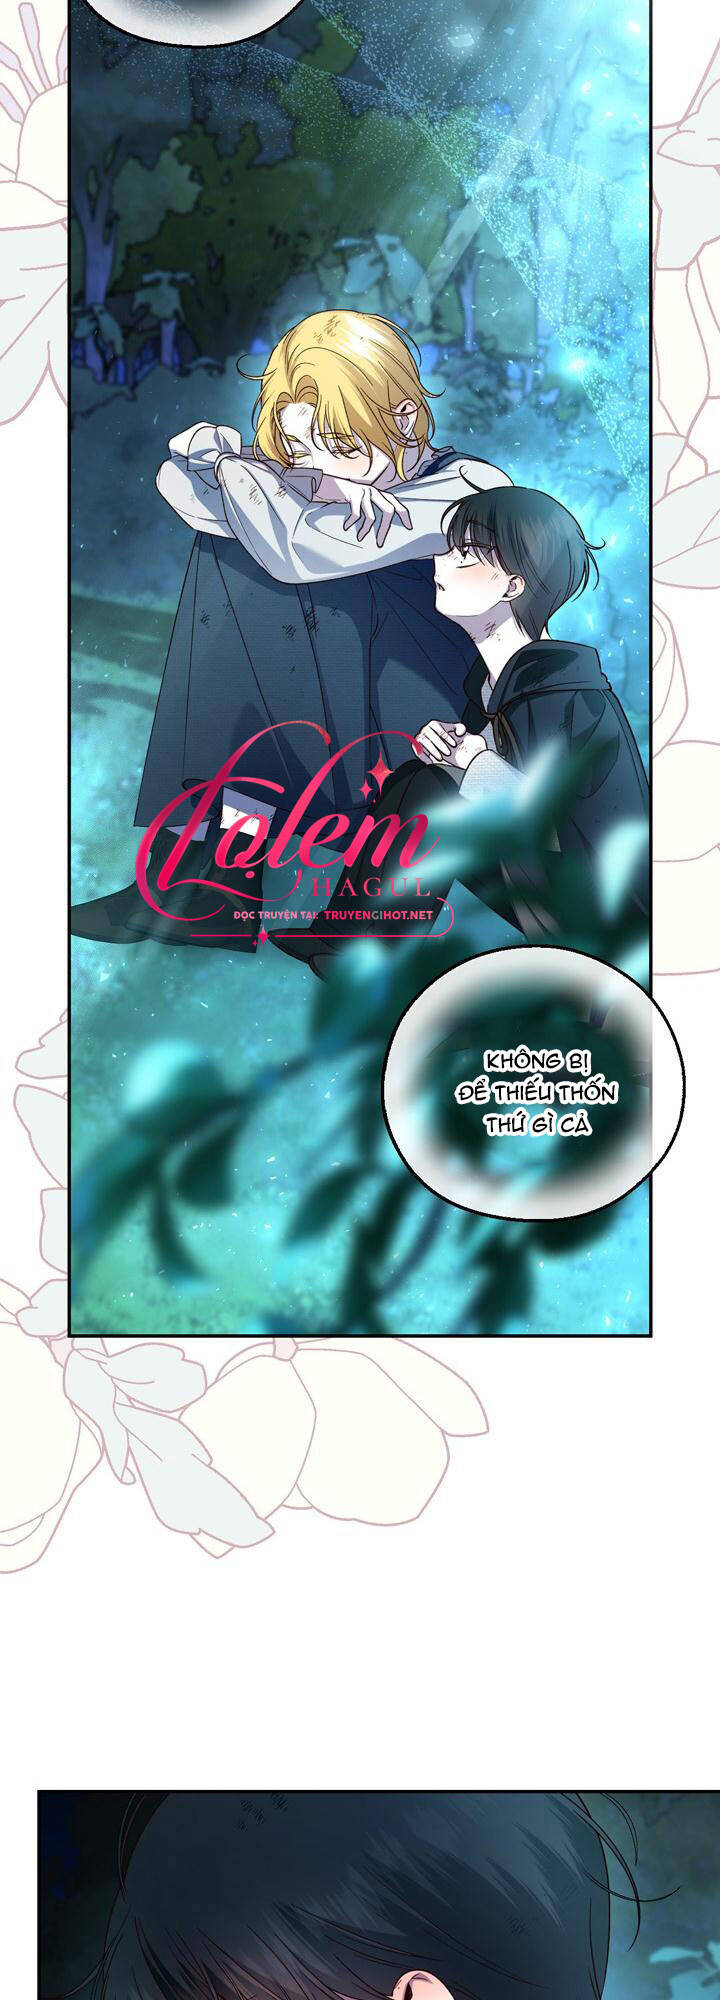 Lọlem
HAGUL
ĐỌC TRUYỆN TẠI: TRUYENGIHOT.NET
KHÔNG BỊ
ĐỂ THIẾU THỐN
THỨ GÌ CẢ